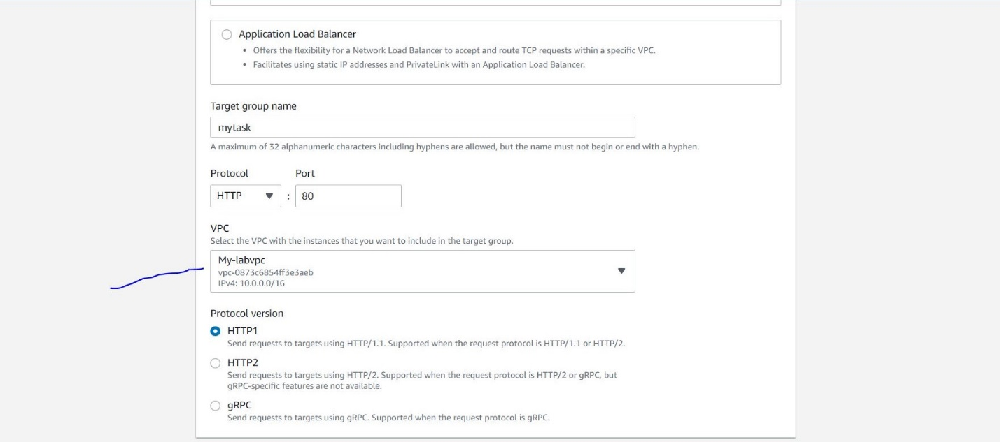 Application Load Balancer
• Offers the flexibility for a Network Load Balancer to accept and route TCP requests within a specific VPC.
• Facilitates using static IP addresses and PrivateLink with an Application Load Balancer.
Target group name
mytask
A maximum of 32 alphanumeric characters including hyphens are allowed, but the name must not begin or end with a hyphen.
Protocol Port
HTTP : 80
VPC
Select the VPC with the instances that you want to include in the target group.
My-labvpc
vpc-0873c6854ff3e3aeb
IPv4: 10.0.0.0/16
Protocol version
HTTP1
Send requests to targets using HTTP/1.1. Supported when the request protocol is HTTP/1.1 or HTTP/2.
HTTP2
Send requests to targets using HTTP/2. Supported when the request protocol is HTTP/2 or gRPC, but
gRPC-specific features are not available.
gRPC
Send requests to targets using gRPC. Supported when the request protocol is gRPC.